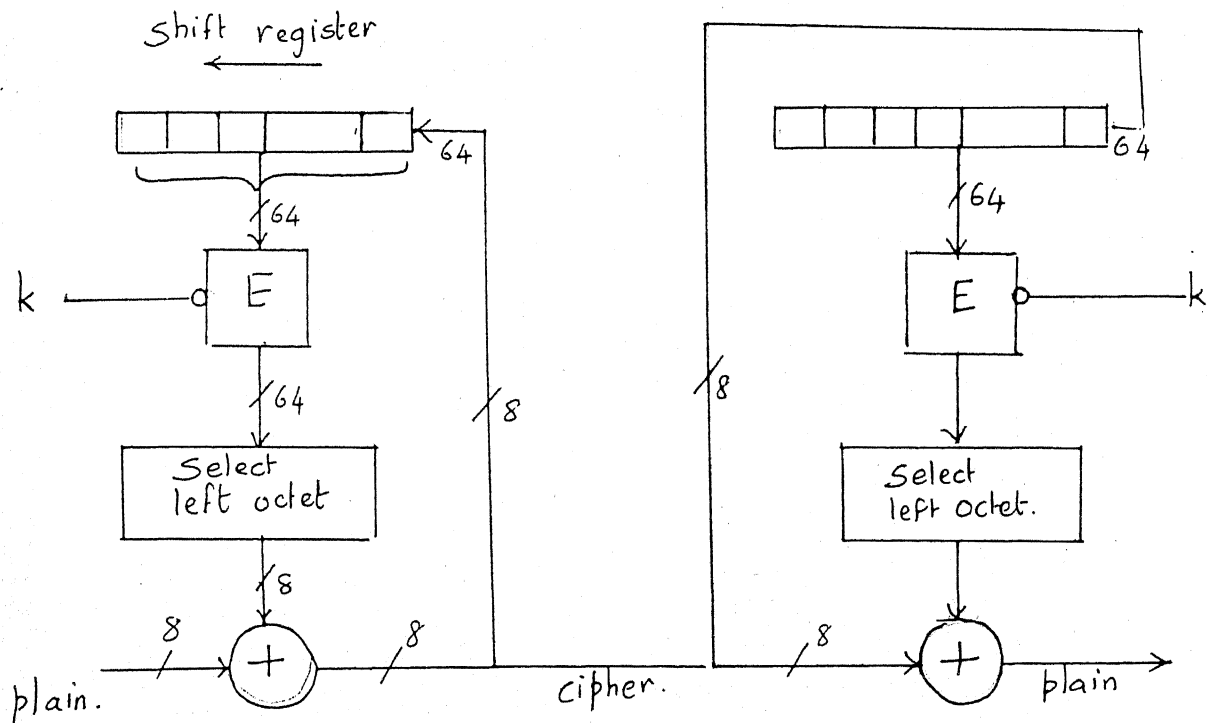 Shift register
64
64
64
64
k
E
E
k
64
8
8
Select
left octet
Select
left octet.
8
8
8
8
+
+
plain.
cipher.
plain